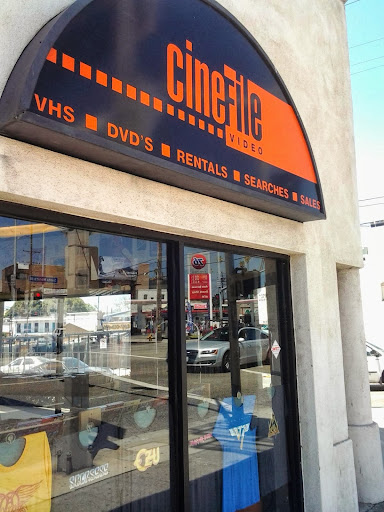 cinefile
VIDEO
VHS ■ DVD'S ■ RENTALS ■ SEARCHES ■ SALES